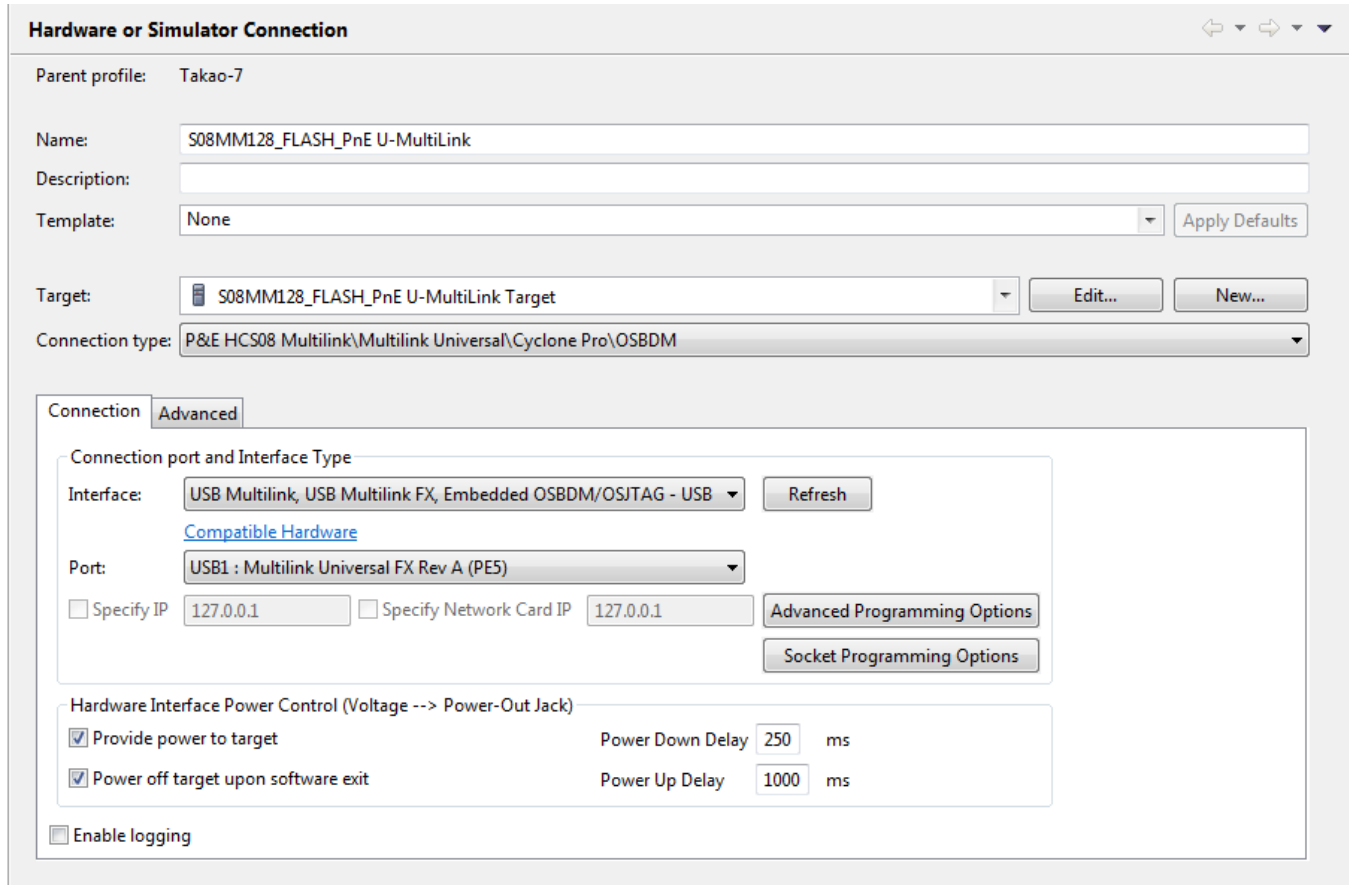 Hardware or Simulator Connection
Parent profile: Takao-7
Name: S08MM128_FLASH_PnE U-MultiLink
Description:
Template: None Apply Defaults
Target: S08MM128_FLASH_PnE U-MultiLink Target Edit... New...
Connection type: P&E HCS08 Multilink\Multilink Universal\Cyclone Pro\OSBDM
Connection Advanced
Connection port and Interface Type
Interface: USB Multilink, USB Multilink FX, Embedded OSBDM/OSJTAG - USB Refresh
Compatible Hardware
Port: USB1 : Multilink Universal FX Rev A (PE5)
Specify IP 127.0.0.1 Specify Network Card IP 127.0.0.1 Advanced Programming Options
Socket Programming Options
Hardware Interface Power Control (Voltage --> Power-Out Jack)
Provide power to target Power Down Delay 250 ms
Power off target upon software exit Power Up Delay 1000 ms
Enable logging